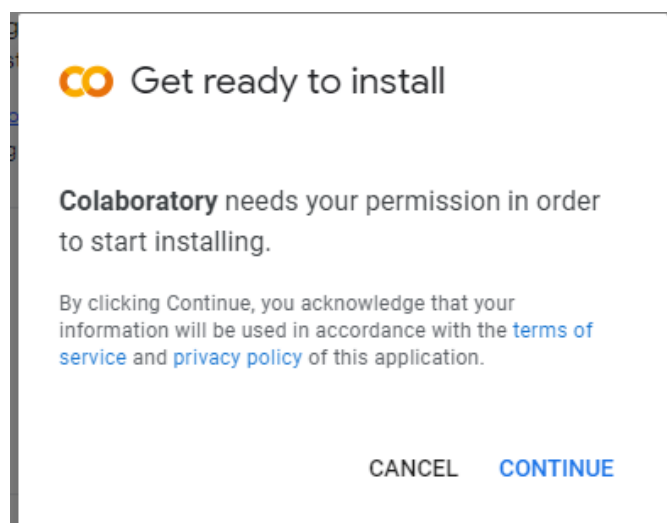 Get ready to install
Colaboratory needs your permission in order
to start installing.
By clicking Continue, you acknowledge that your
information will be used in accordance with the terms of
service and privacy policy of this application.
CANCEL CONTINUE